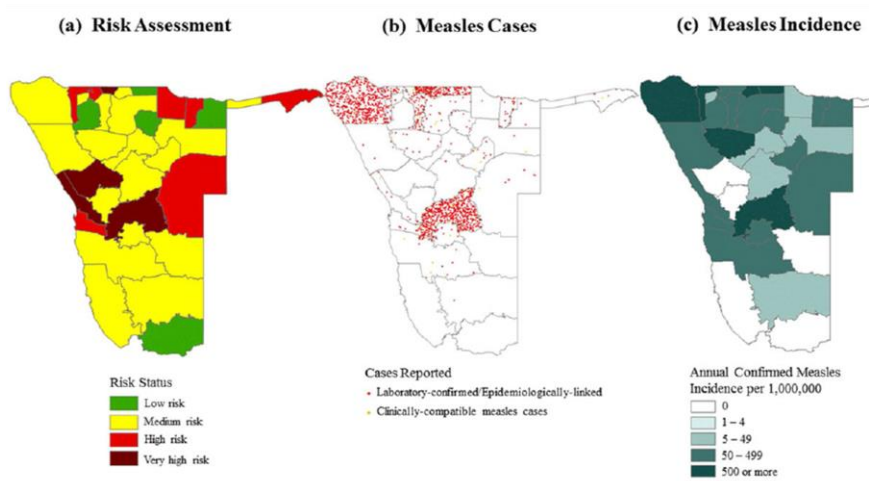 (a) Risk Assessment
(b) Measles Cases
(c) Measles Incidence
Risk Status
Low risk
Medium risk
High risk
Very high risk
Cases Reported
Laboratory-confirmed/Epidemiologically-linked
Clinically-compatible measles cases
Annual Confirmed Measles
Incidence per 1,000,000
0
1 – 4
5 – 49
50 – 499
500 or more